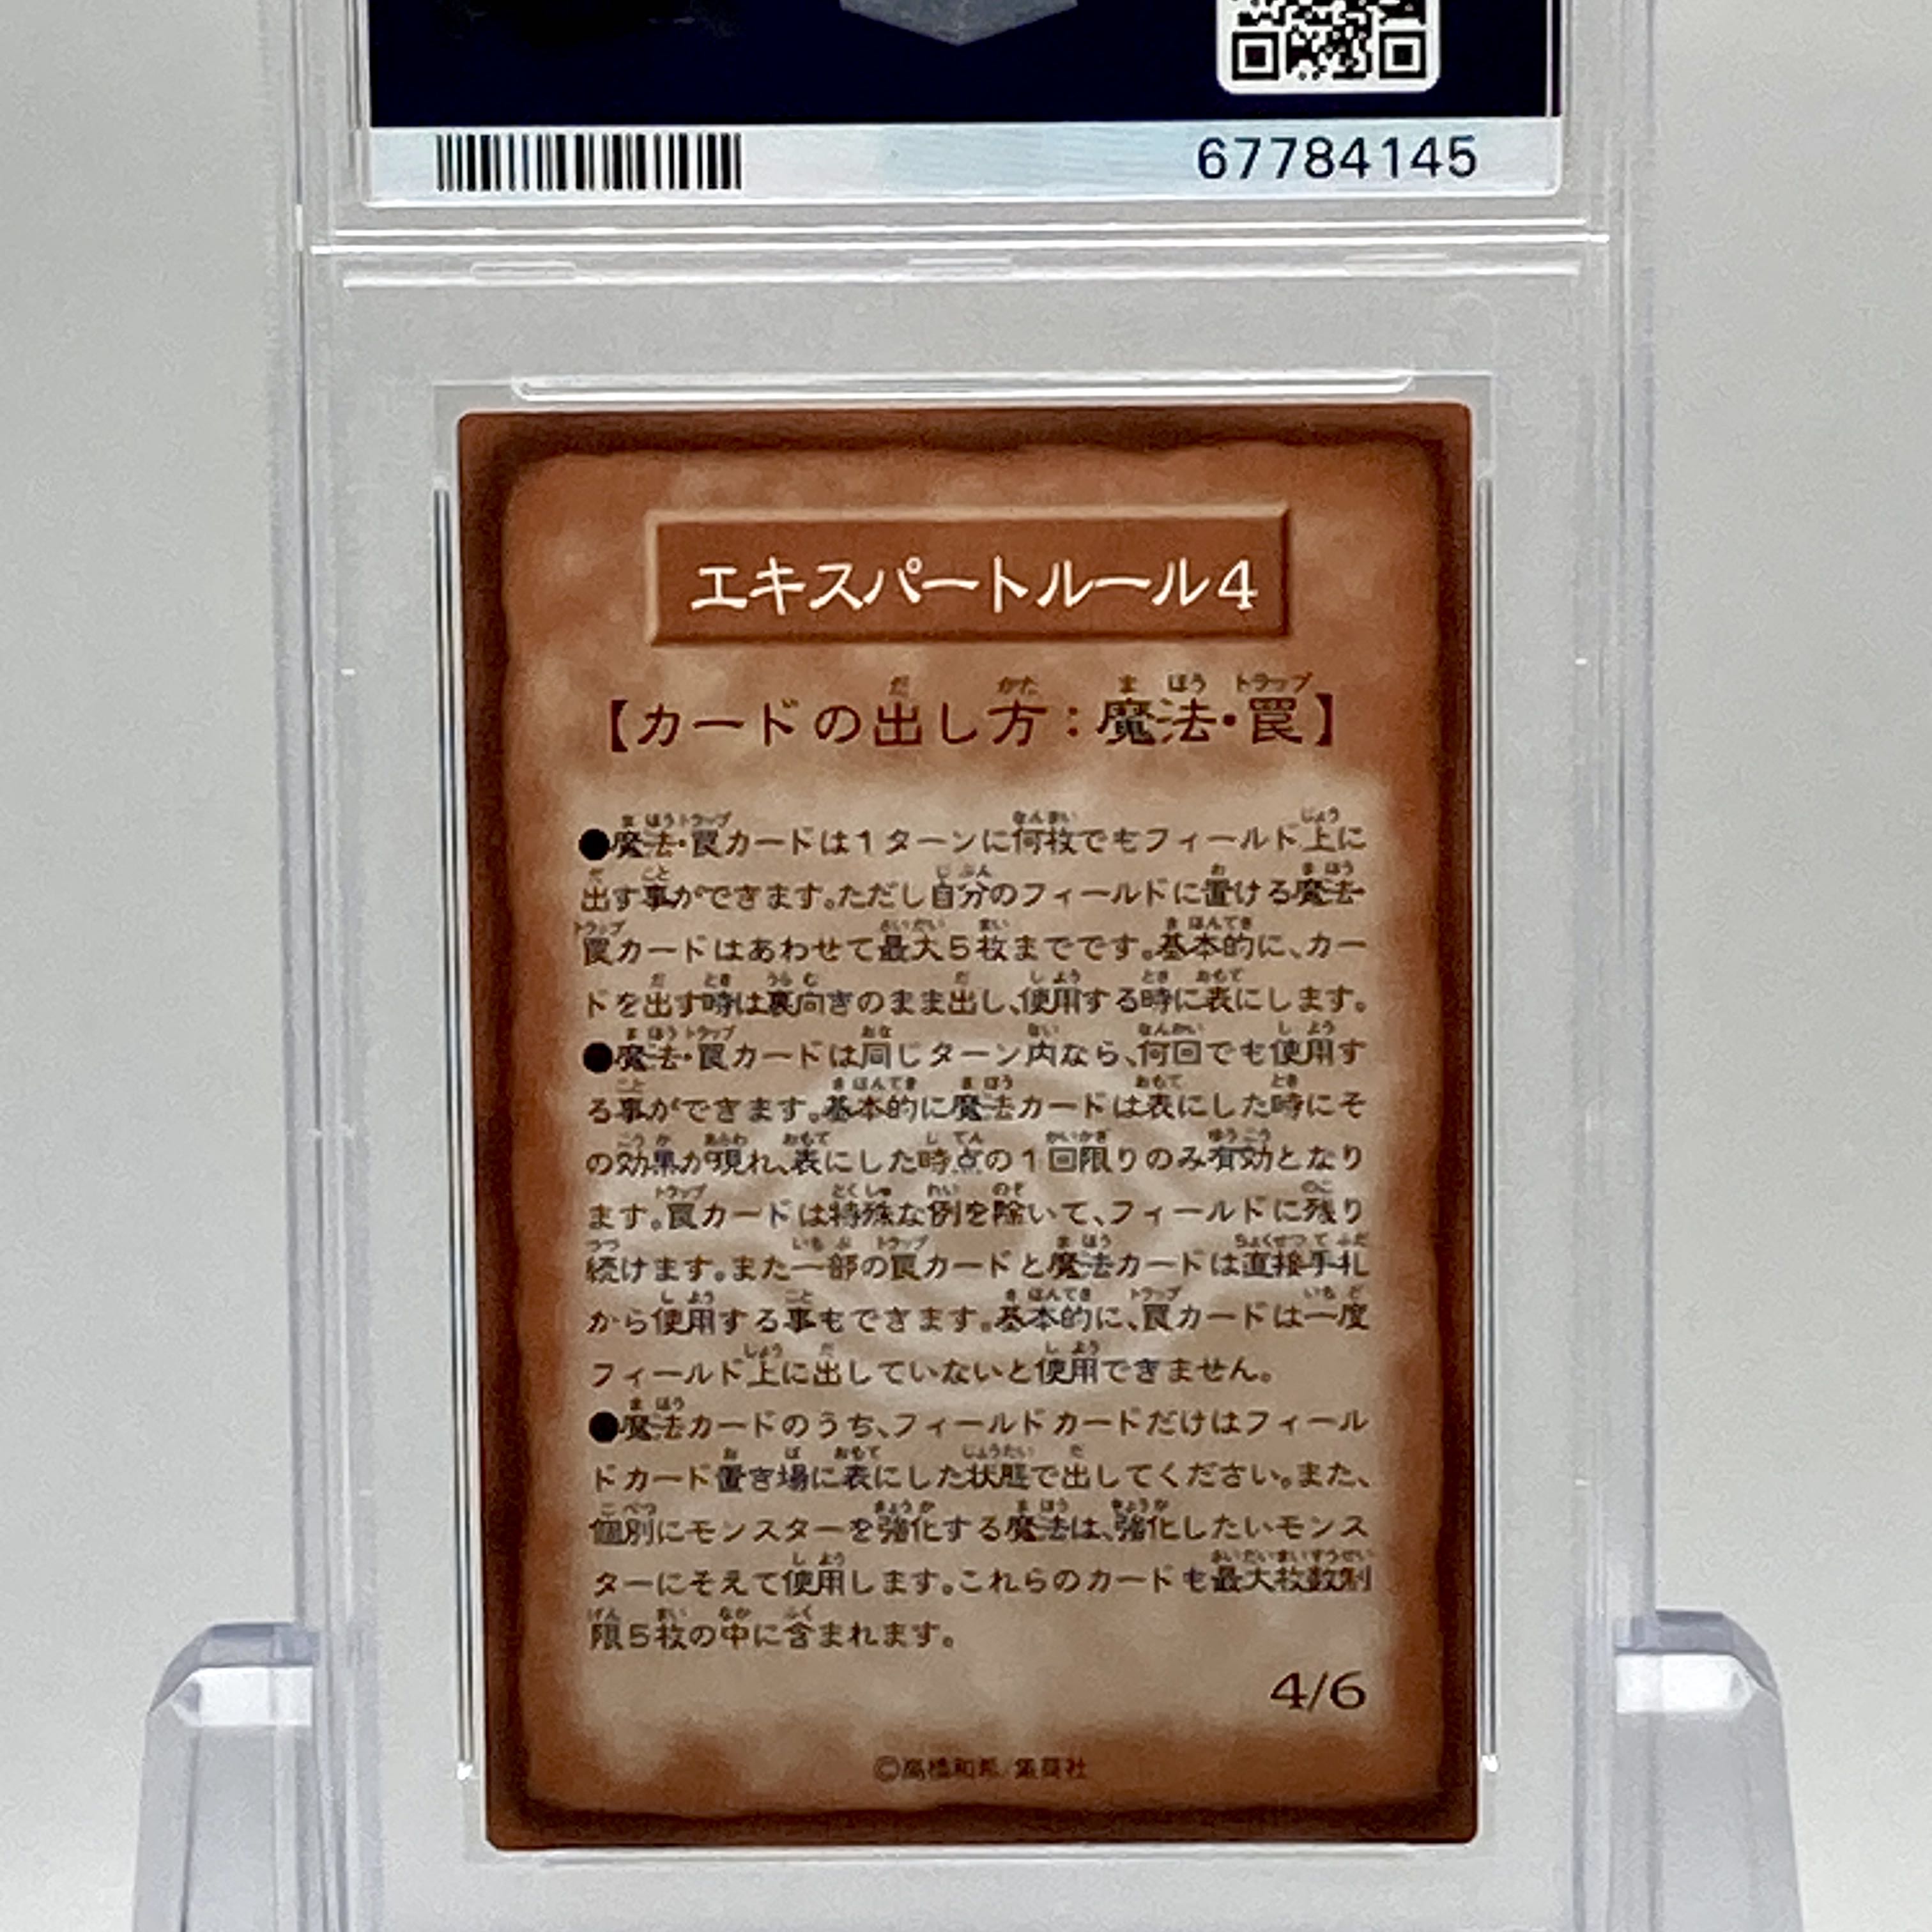 67784145
エキスパートルール4
【カードの出し方：魔法・罠】
●魔法・罠カードは1ターンに何枚でもフィールド上に
出す事ができます。ただし自分のフィールドに置ける魔法・
罠カードはあわせて最大5枚までです。基本的に、カー
ドを出す時は裏向きのまま出し、使用する時に表にします。
●魔法・罠カードは同じターン内なら、何回でも使用す
る事ができます。基本的に魔法カードは表にした時にそ
の効果が現れ、表にした時点の1回限りのみ有効となり
ます。罠カードは特殊な例を除いて、フィールドに残り
続けます。また一部の罠カードと魔法カードは直接手札
から使用する事もできます。基本的に、罠カードは一度
フィールド上に出していないと使用できません。
●魔法カードのうち、フィールドカードだけはフィール
ドカード置き場に表にした状態で出してください。また、
個別にモンスターを強化する魔法は、強化したいモンス
ターにそえて使用します。これらのカードも最大枚数制
限5枚の中に含まれます。
4/6
©高橋和希/集英社